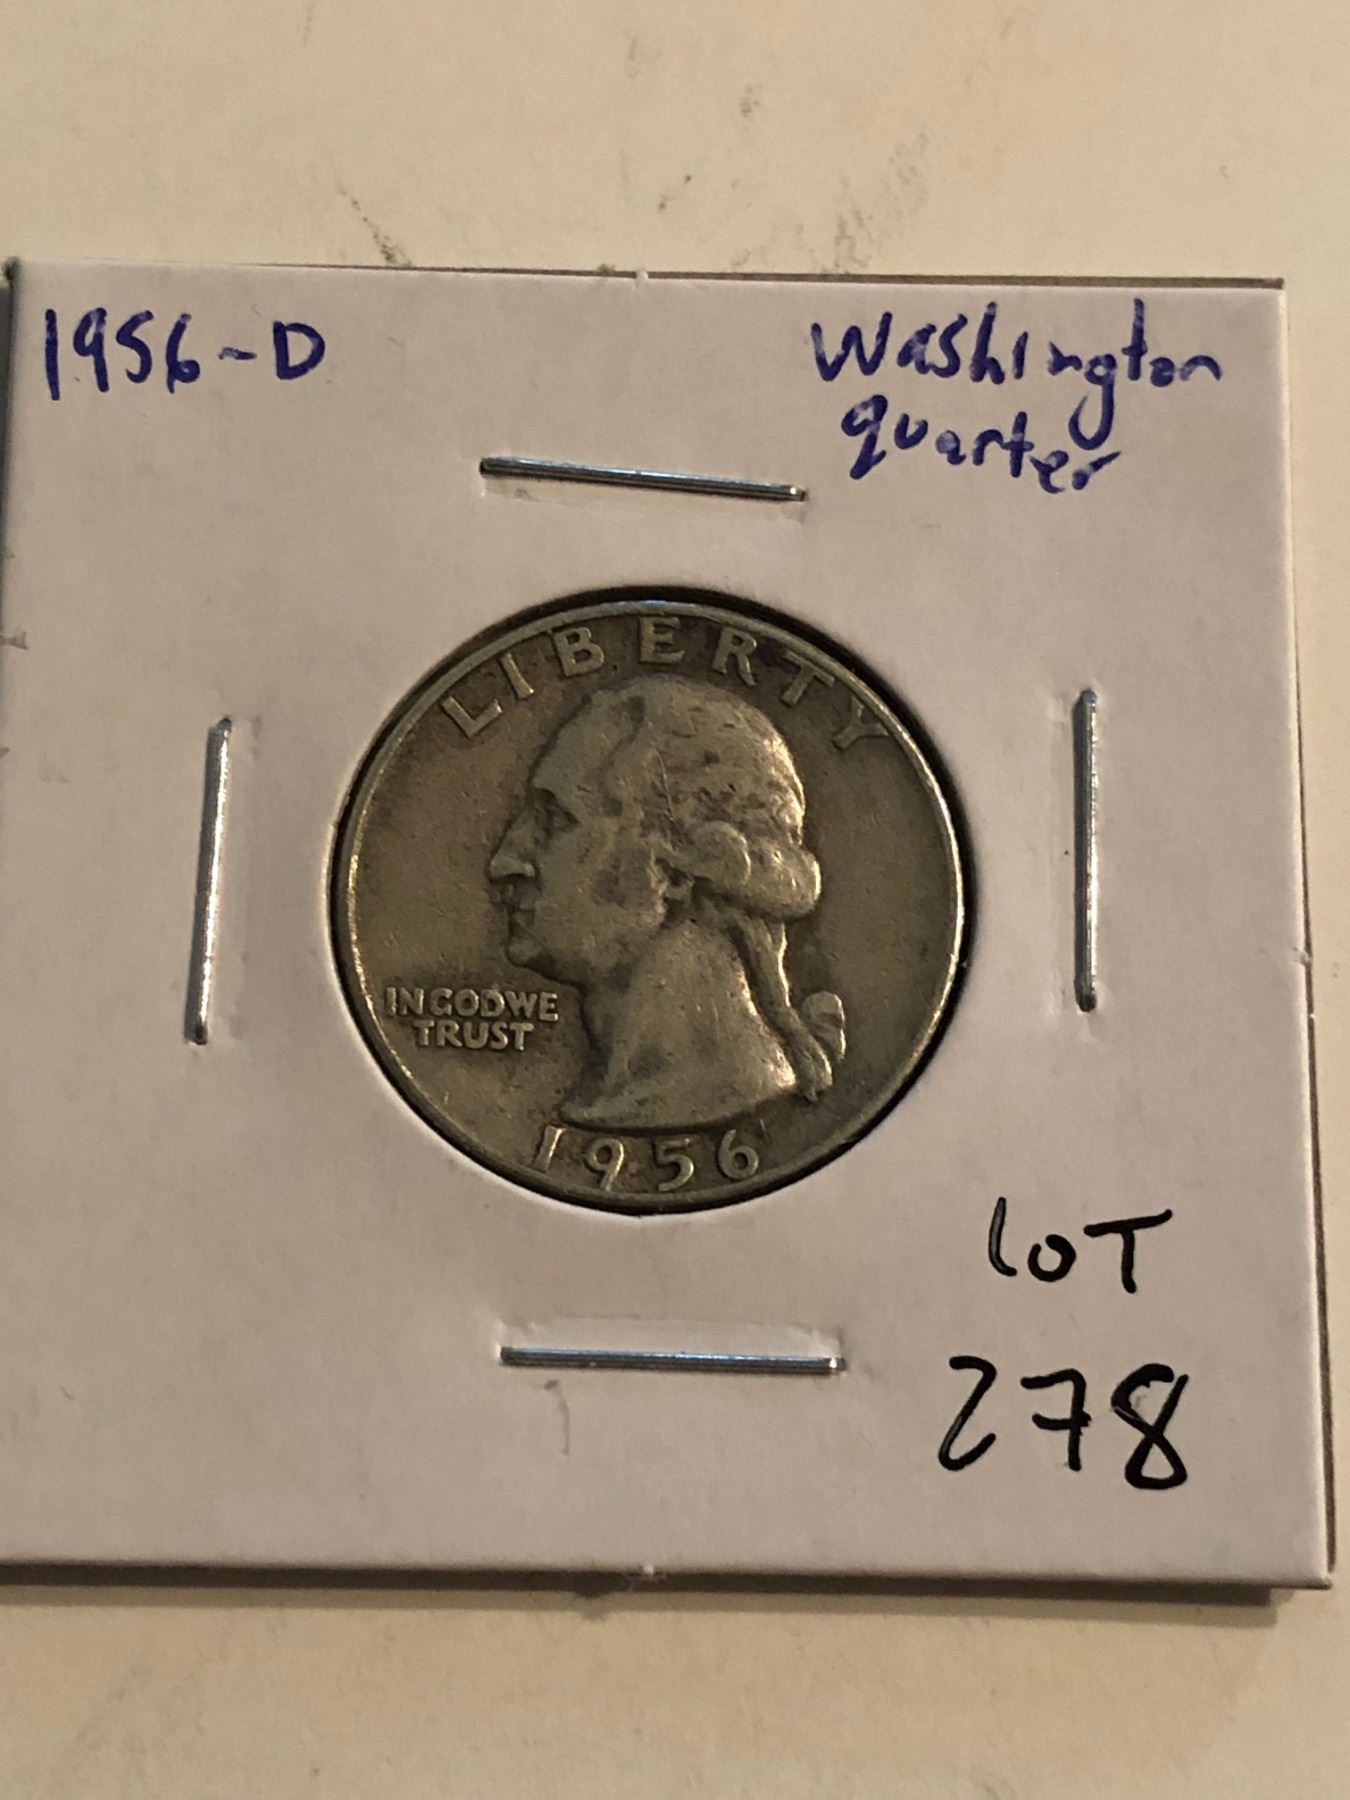 1956-D
Washington
quarter
LIBERTY
IN GOD WE
TRUST
1956
LOT
278